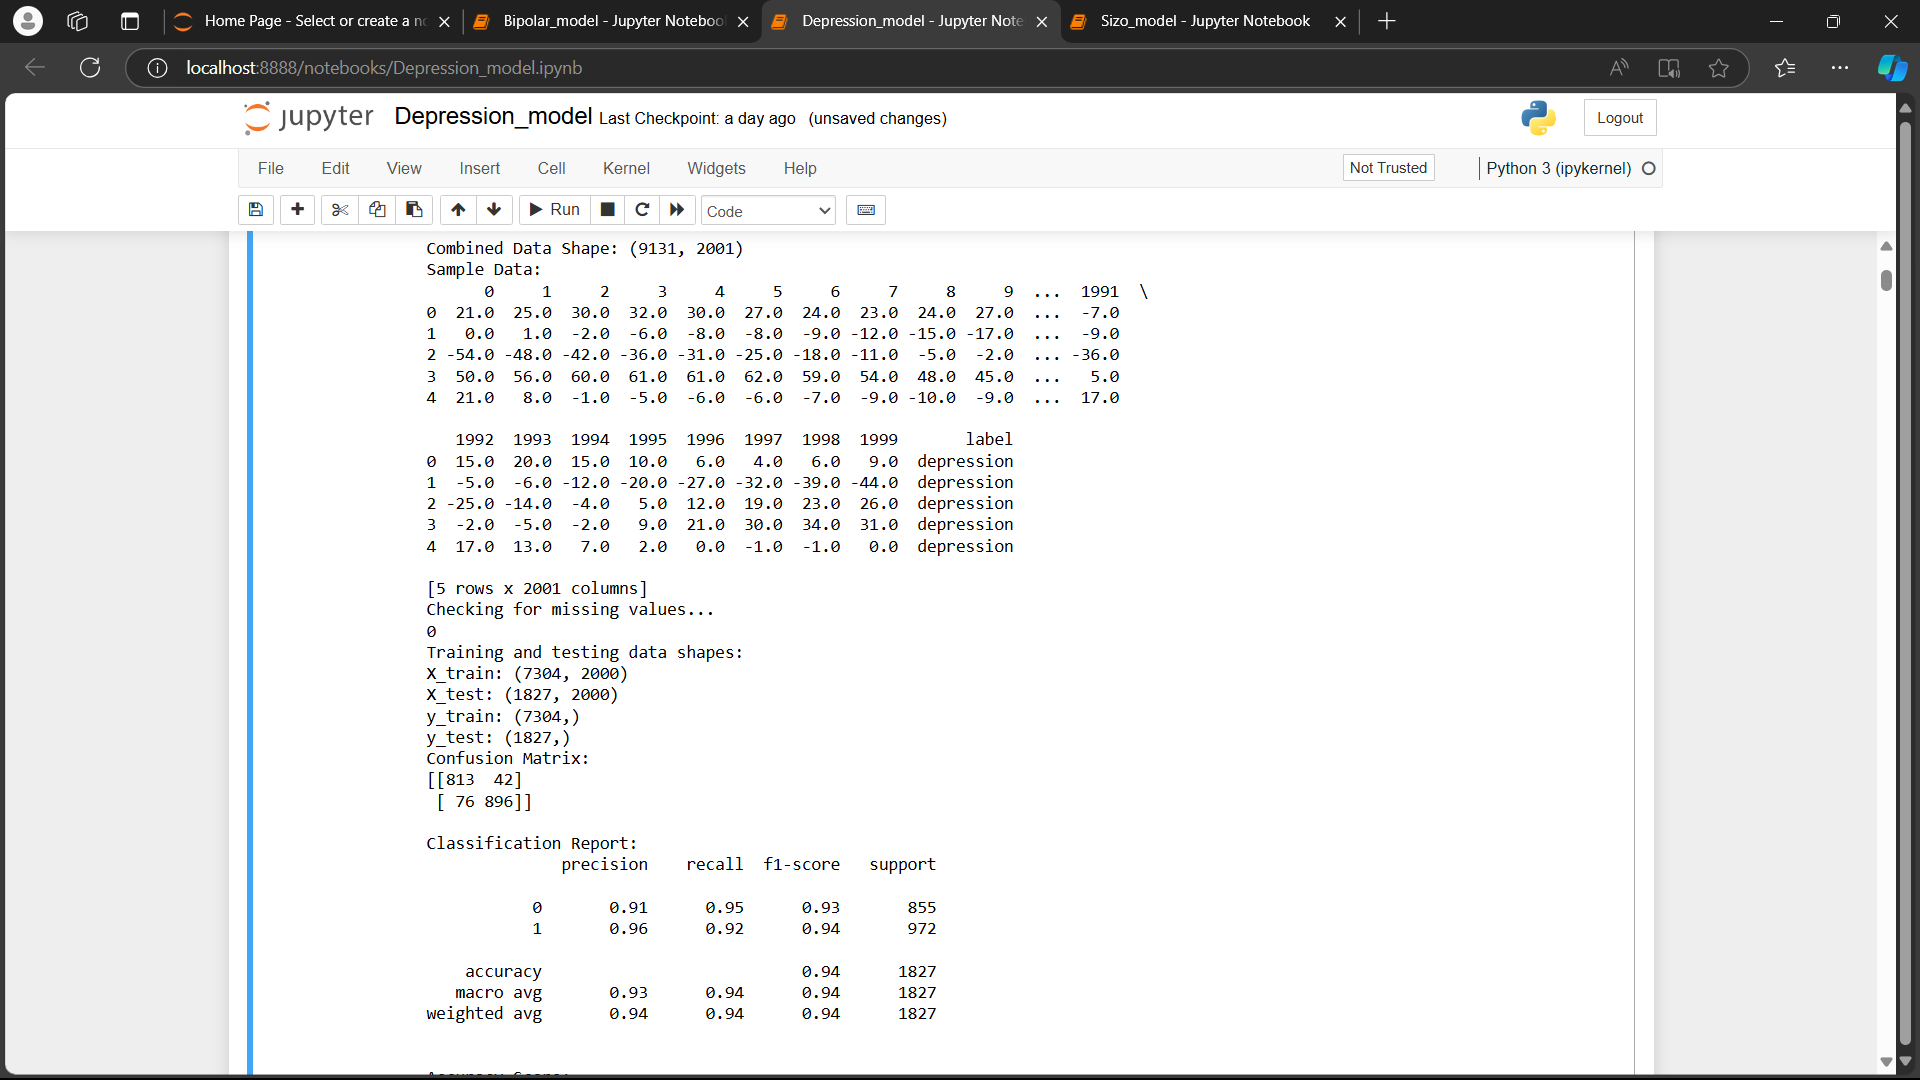 Home Page - Select or create a n
Bipolar_model - Jupyter Notebool
Depression_model - Jupyter Note
Sizo_model - Jupyter Notebook
localhost:8888/notebooks/Depression_model.ipynb
jupyter Depression_model Last Checkpoint: a day ago (unsaved changes)
Logout
File Edit View Insert Cell Kernel Widgets Help
Not Trusted
Python 3 (ipykernel)
Run
Code
Combined Data Shape: (9131, 2001)
Sample Data:
0 1 2 3 4 5 6 7 8 9 ... 1991 \
0 21.0 25.0 30.0 32.0 30.0 27.0 24.0 23.0 24.0 27.0 ... -7.0
1 0.0 1.0 -2.0 -6.0 -8.0 -8.0 -9.0 -12.0 -15.0 -17.0 ... -9.0
2 -54.0 -48.0 -42.0 -36.0 -31.0 -25.0 -18.0 -11.0 -5.0 -2.0 ... -36.0
3 50.0 56.0 60.0 61.0 61.0 62.0 59.0 54.0 48.0 45.0 ... 5.0
4 21.0 8.0 -1.0 -5.0 -6.0 -6.0 -7.0 -9.0 -10.0 -9.0 ... 17.0
1992 1993 1994 1995 1996 1997 1998 1999 label
0 15.0 20.0 15.0 10.0 6.0 4.0 6.0 9.0 depression
1 -5.0 -6.0 -12.0 -20.0 -27.0 -32.0 -39.0 -44.0 depression
2 -25.0 -14.0 -4.0 5.0 12.0 19.0 23.0 26.0 depression
3 -2.0 -5.0 -2.0 9.0 21.0 30.0 34.0 31.0 depression
4 17.0 13.0 7.0 2.0 0.0 -1.0 -1.0 0.0 depression
[5 rows x 2001 columns]
Checking for missing values...
0
Training and testing data shapes:
X_train: (7304, 2000)
X_test: (1827, 2000)
y_train: (7304,)
y_test: (1827,)
Confusion Matrix:
[[813 42]
[ 76 896]]
Classification Report:
precision recall f1-score support
0 0.91 0.95 0.93 855
1 0.96 0.92 0.94 972
accuracy 0.94 1827
macro avg 0.93 0.94 0.94 1827
weighted avg 0.94 0.94 0.94 1827